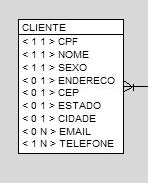 CLIENTE
< 1 1 > CPF
< 1 1 > NOME
< 1 1 > SEXO
< 0 1 > ENDERECO
< 0 1 > CEP
< 0 1 > ESTADO
< 0 1 > CIDADE
< 0 N > EMAIL
< 1 N > TELEFONE